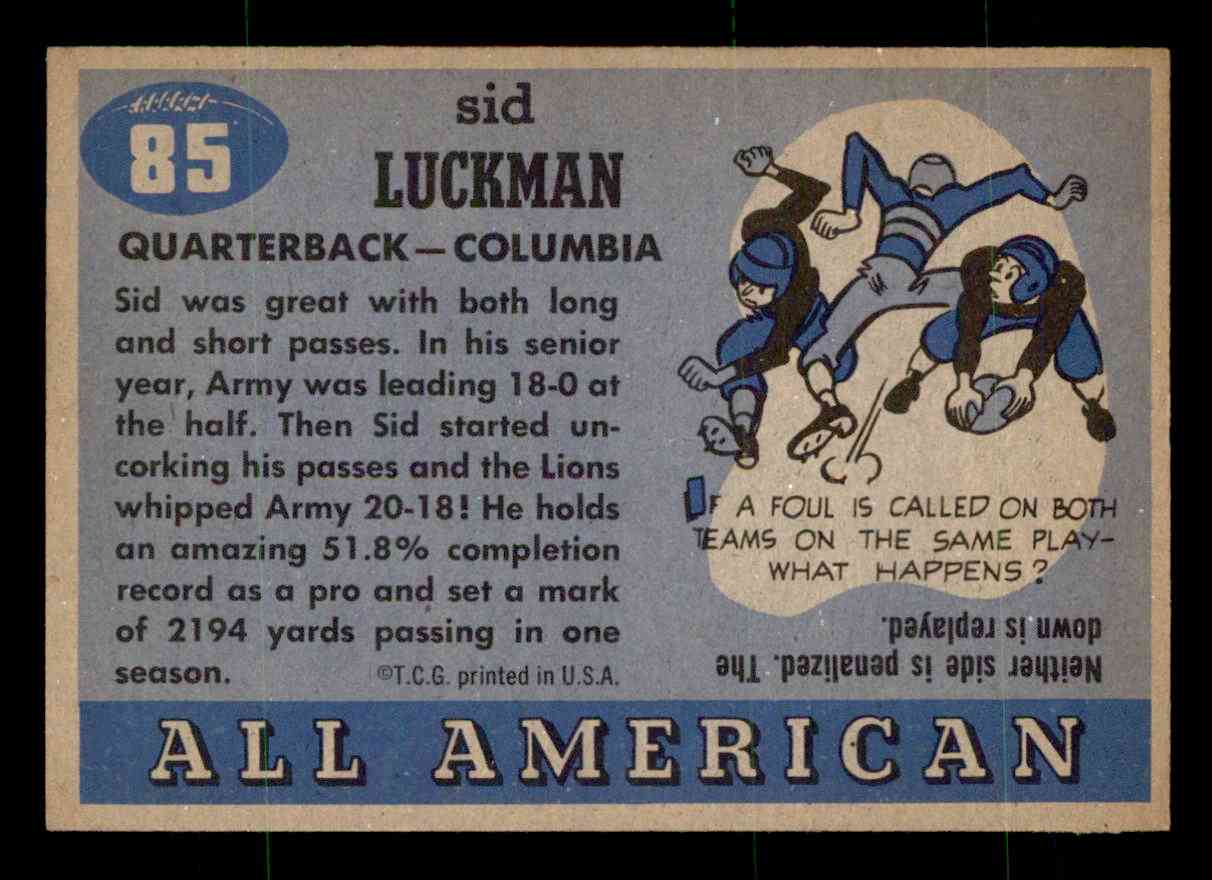 85
sid
LUCKMAN
QUARTERBACK — COLUMBIA
Sid was great with both long
and short passes. In his senior
year, Army was leading 18-0 at
the half. Then Sid started un-
corking his passes and the Lions
whipped Army 20-18! He holds
an amazing 51.8% completion
record as a pro and set a mark
of 2194 yards passing in one
season.
©T.C.G. printed in U.S.A.
IF A FOUL IS CALLED ON BOTH
TEAMS ON THE SAME PLAY-
WHAT HAPPENS?
Neither side is penalized. The
down is replayed.
ALL AMERICAN